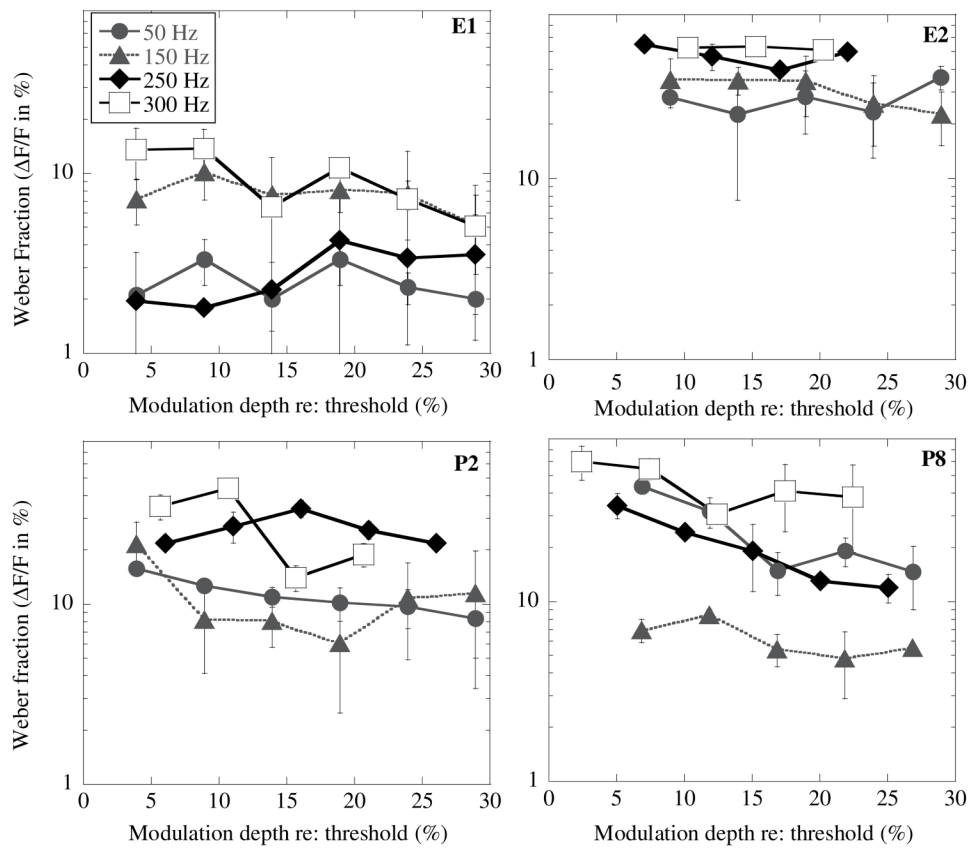 E1
50 Hz
150 Hz
250 Hz
300 Hz
Weber Fraction (ΔF/F in %)
10
1
0 5 10 15 20 25 30
Modulation depth re: threshold (%)
E2
10
1
0 5 10 15 20 25 30
Modulation depth re: threshold (%)
P2
Weber fraction (ΔF/F in %)
10
1
0 5 10 15 20 25 30
Modulation depth re: threshold (%)
P8
10
1
0 5 10 15 20 25 30
Modulation depth re: threshold (%)